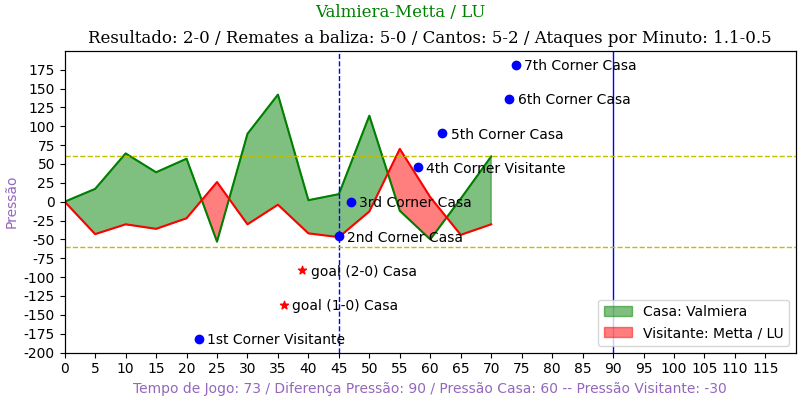 Valmiera-Metta / LU
Resultado: 2-0 / Remates a baliza: 5-0 / Cantos: 5-2 / Ataques por Minuto: 1.1-0.5
Pressão
175
150
125
100
75
50
25
0
-25
-50
-75
-100
-125
-150
-175
-200
7th Corner Casa
6th Corner Casa
5th Corner Casa
4th Corner Visitante
3rd Corner Casa
2nd Corner Casa
goal (2-0) Casa
goal (1-0) Casa
1st Corner Visitante
Casa: Valmiera
Visitante: Metta / LU
0 5 10 15 20 25 30 35 40 45 50 55 60 65 70 75 80 85 90 95 100 105 110 115
Tempo de Jogo: 73 / Diferença Pressão: 90 / Pressão Casa: 60 -- Pressão Visitante: -30